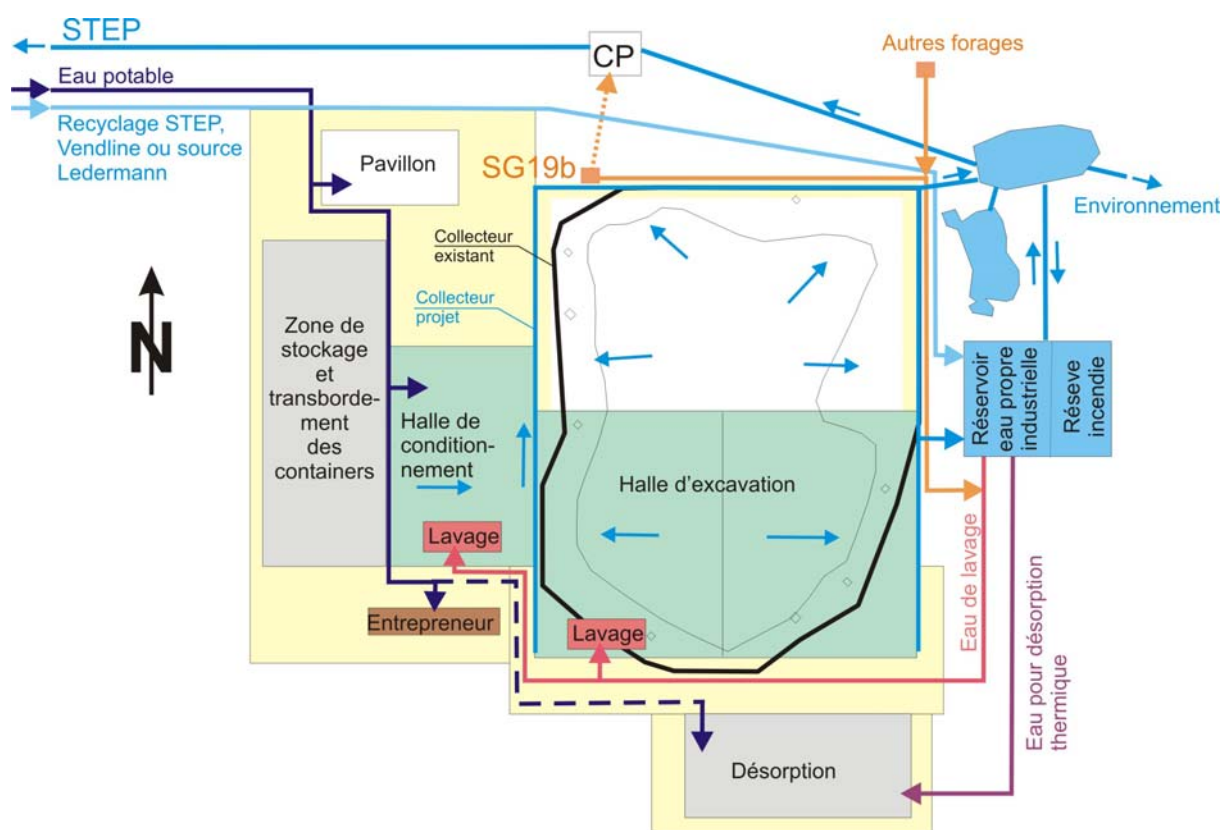 STEP
CP
Autres forages
Eau potable
Recyclage STEP,
Vendline ou source
Ledermann
Pavillon
SG19b
Environnement
Collecteur
existant
Collecteur
projet
N
Zone de
stockage
et
transborde-
ment
des
containers
Halle de
condition-
nement
Halle d'excavation
Réservoir
eau propre
industrielle
Réseve
incendie
Lavage
Entrepreneur
Lavage
Eau de lavage
Eau pour désorption
thermique
Désorption